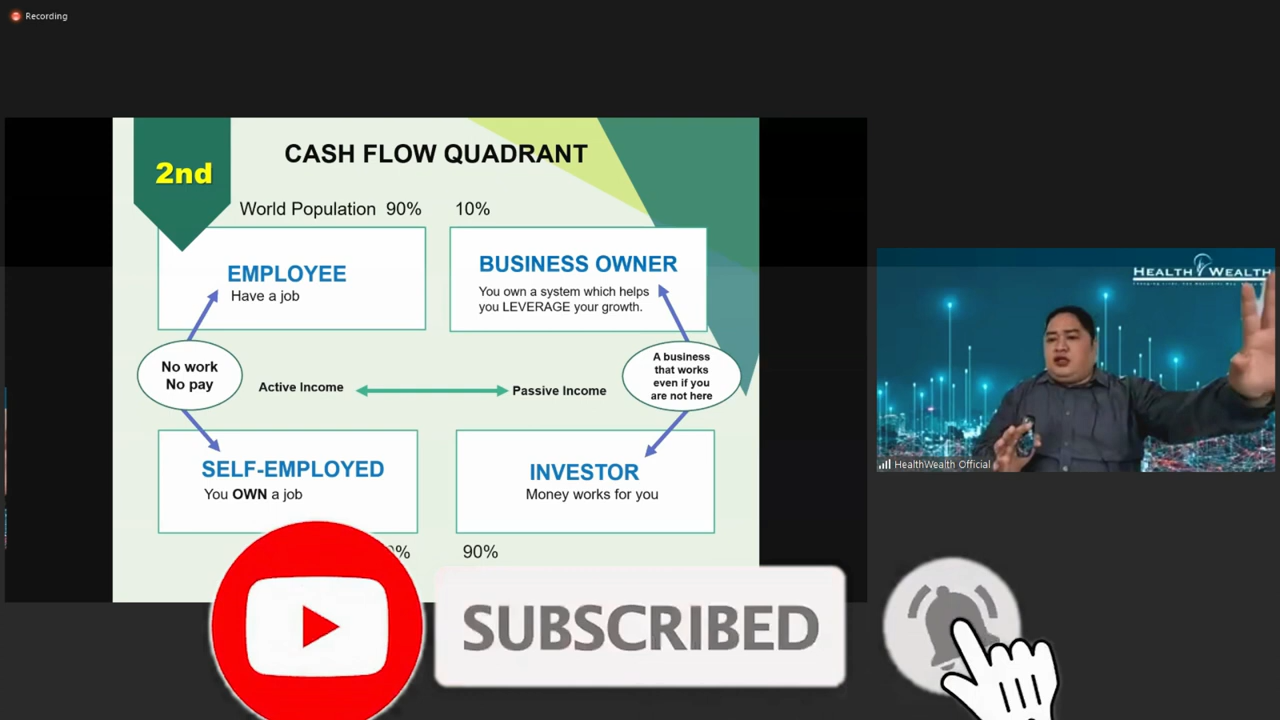 Recording
2nd
CASH FLOW QUADRANT
World Population 90% 10%
EMPLOYEE
Have a job
BUSINESS OWNER
You own a system which helps
you LEVERAGE your growth.
No work
No pay
Active Income
Passive Income
A business
that works
even if you
are not here
SELF-EMPLOYED
You OWN a job
INVESTOR
Money works for you
90%
SUBSCRIBED
HEALTH WEALTH
HealthWealth Official